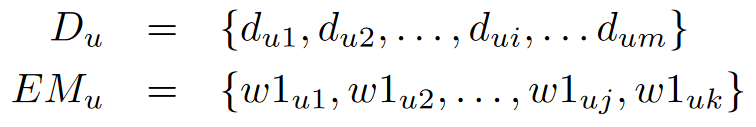 D_u = {d_{u1}, d_{u2}, . . . , d_{ui}, . . . d_{um}}
EM_u = {w1_{u1}, w1_{u2}, . . . , w1_{uj}, w1_{uk}}